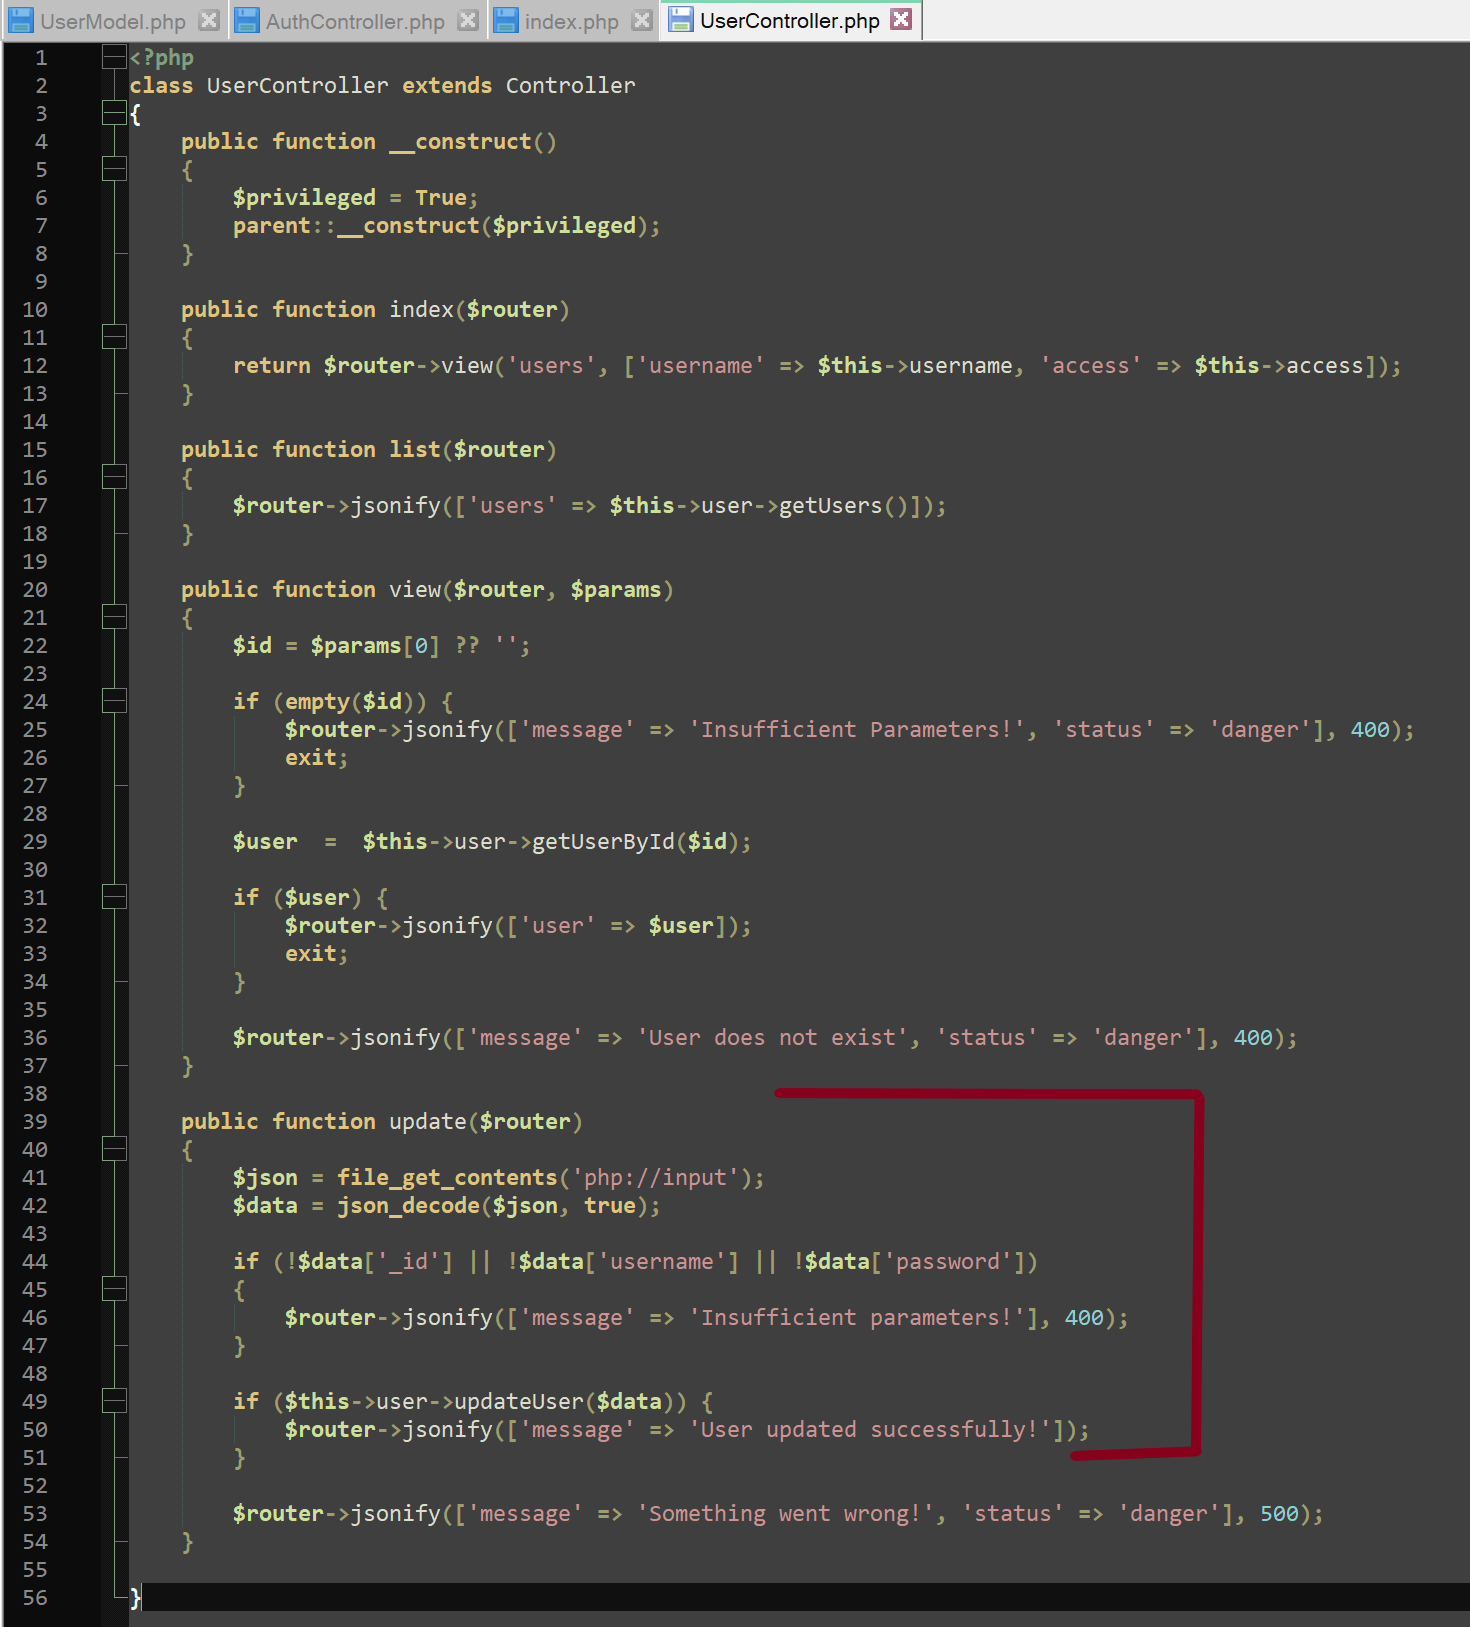 UserModel.php AuthController.php index.php UserController.php
1 <?php
2 class UserController extends Controller
3 {
4     public function __construct()
5     {
6         $privileged = True;
7         parent::__construct($privileged);
8     }
9
10     public function index($router)
11     {
12         return $router->view('users', ['username' => $this->username, 'access' => $this->access]);
13     }
14
15     public function list($router)
16     {
17         $router->jsonify(['users' => $this->user->getUsers()]);
18     }
19
20     public function view($router, $params)
21     {
22         $id = $params[0] ?? '';
23
24         if (empty($id)) {
25             $router->jsonify(['message' => 'Insufficient Parameters!', 'status' => 'danger'], 400);
26             exit;
27         }
28
29         $user  =  $this->user->getUserById($id);
30
31         if ($user) {
32             $router->jsonify(['user' => $user]);
33             exit;
34         }
35
36         $router->jsonify(['message' => 'User does not exist', 'status' => 'danger'], 400);
37     }
38
39     public function update($router)
40     {
41         $json = file_get_contents('php://input');
42         $data = json_decode($json, true);
43
44         if (!$data['_id'] || !$data['username'] || !$data['password'])
45         {
46             $router->jsonify(['message' => 'Insufficient parameters!'], 400);
47         }
48
49         if ($this->user->updateUser($data)) {
50             $router->jsonify(['message' => 'User updated successfully!']);
51         }
52
53         $router->jsonify(['message' => 'Something went wrong!', 'status' => 'danger'], 500);
54     }
55
56 }